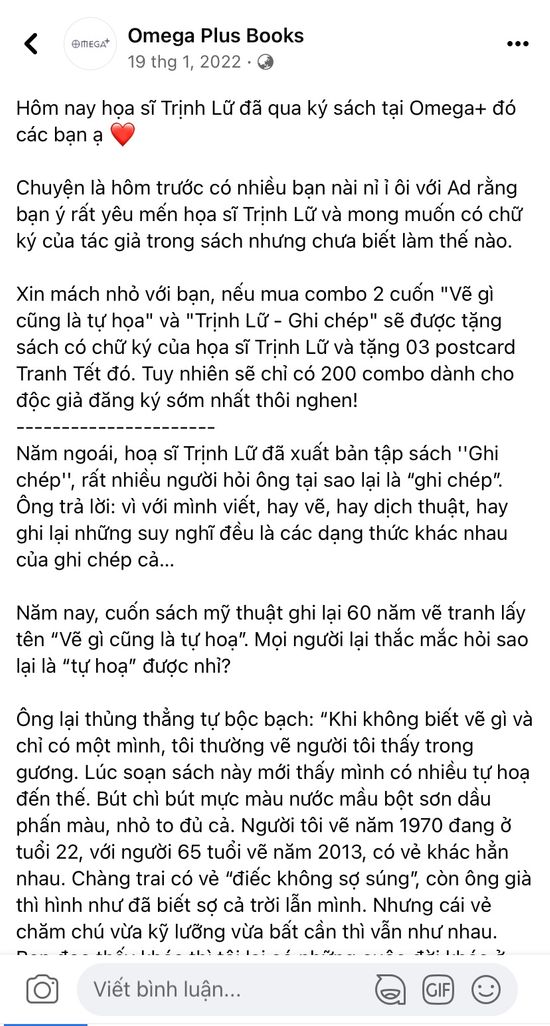 Omega Plus Books
OMEGA+
19 thg 1, 2022 ·
Hôm nay họa sĩ Trịnh Lữ đã qua ký sách tại Omega+ đó
các bạn ạ ❤️
Chuyện là hôm trước có nhiều bạn nài nỉ ỉ ôi với Ad rằng
bạn ý rất yêu mến họa sĩ Trịnh Lữ và mong muốn có chữ
ký của tác giả trong sách nhưng chưa biết làm thế nào.
Xin mách nhỏ với bạn, nếu mua combo 2 cuốn "Vẽ gì
cũng là tự họa" và "Trịnh Lữ - Ghi chép" sẽ được tặng
sách có chữ ký của họa sĩ Trịnh Lữ và tặng 03 postcard
Tranh Tết đó. Tuy nhiên sẽ chỉ có 200 combo dành cho
độc giả đăng ký sớm nhất thôi nghen!
----------------------
Năm ngoái, hoạ sĩ Trịnh Lữ đã xuất bản tập sách ''Ghi
chép'', rất nhiều người hỏi ông tại sao lại là “ghi chép”.
Ông trả lời: vì với mình viết, hay vẽ, hay dịch thuật, hay
ghi lại những suy nghĩ đều là các dạng thức khác nhau
của ghi chép cả...
Năm nay, cuốn sách mỹ thuật ghi lại 60 năm vẽ tranh lấy
tên “Vẽ gì cũng là tự hoạ”. Mọi người lại thắc mắc hỏi sao
lại là “tự hoạ” được nhỉ?
Ông lại thủng thẳng tự bộc bạch: “Khi không biết vẽ gì và
chỉ có một mình, tôi thường vẽ người tôi thấy trong
gương. Lúc soạn sách này mới thấy mình có nhiều tự hoạ
đến thế. Bút chì bút mực màu nước mầu bột sơn dầu
phấn màu, nhỏ to đủ cả. Người tôi vẽ năm 1970 đang ở
tuổi 22, với người 65 tuổi vẽ năm 2013, có vẻ khác hẳn
nhau. Chàng trai có vẻ “điếc không sợ súng”, còn ông già
thì hình như đã biết sợ cả trời lẫn mình. Nhưng cái vẻ
chăm chú vừa kỹ lưỡng vừa bất cần thì vẫn như nhau.
Viết bình luận...
GIF